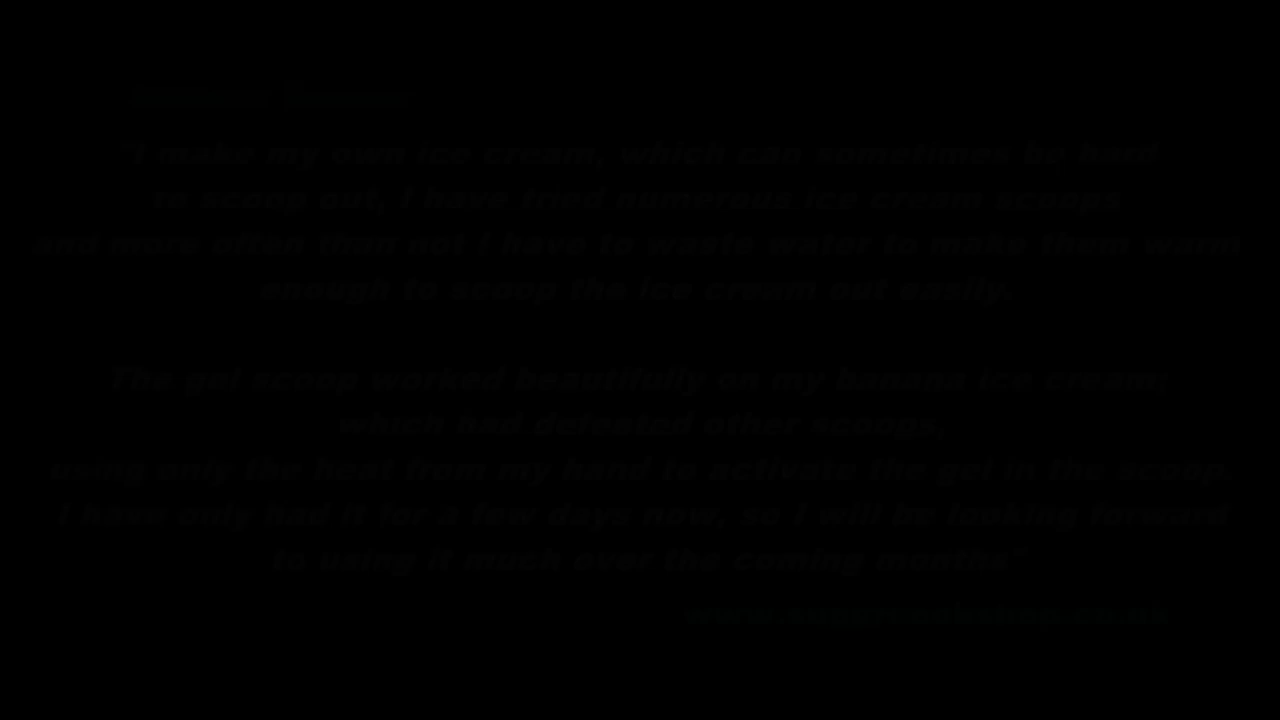 "I make my own ice cream, which can sometimes be hard
to scoop out, I have tried numerous ice cream scoops
and more often than not I have to waste water to make them warm
enough to scoop the ice cream out easily.
The gel scoop worked beautifully on my banana ice cream;
which had defeated other scoops,
using only the heat from my hand to activate the gel in the scoop.
I have only had it for a few days now, so I will be looking forward
to using it much over the coming months"